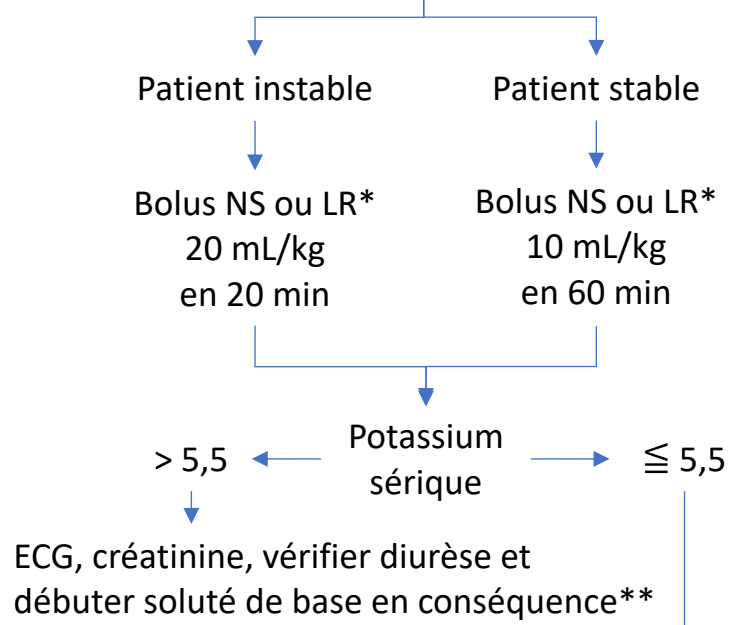 Patient instable
Patient stable
Bolus NS ou LR*
20 mL/kg
en 20 min
Bolus NS ou LR*
10 mL/kg
en 60 min
> 5,5
Potassium
sérique
≦ 5,5
ECG, créatinine, vérifier diurèse et
débuter soluté de base en conséquence**